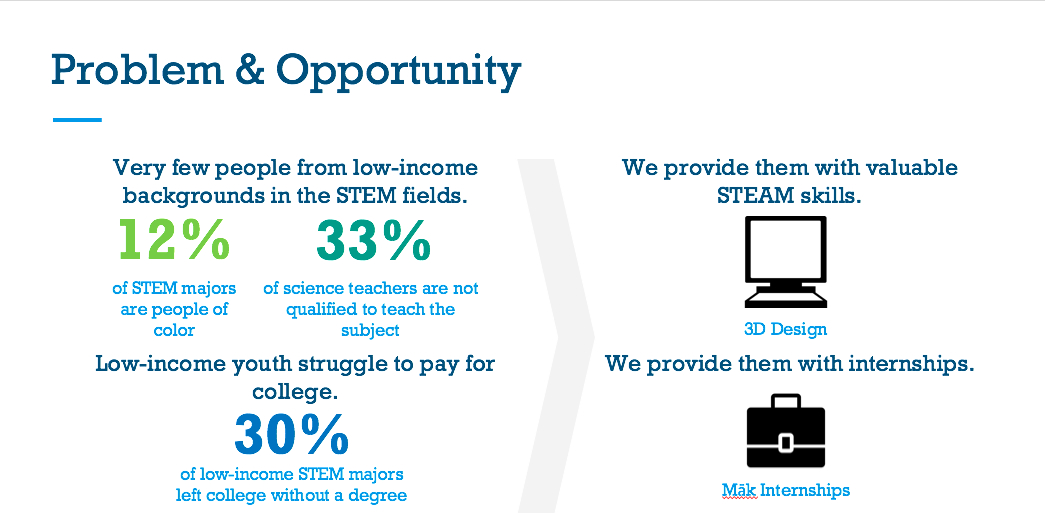 Problem & Opportunity
Very few people from low-income
backgrounds in the STEM fields.
12%
of STEM majors
are people of
color
33%
of science teachers are not
qualified to teach the
subject
Low-income youth struggle to pay for
college.
30%
of low-income STEM majors
left college without a degree
We provide them with valuable
STEAM skills.
3D Design
We provide them with internships.
Māk Internships